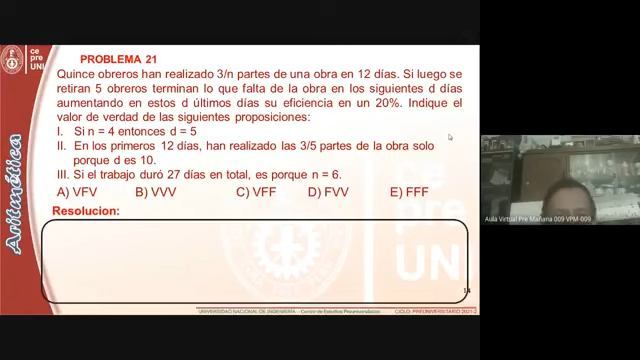 ce
pre
UNI
ce
pre
UNI
PROBLEMA 21
Quince obreros han realizado 3/n partes de una obra en 12 días. Si luego se
retiran 5 obreros terminan lo que falta de la obra en los siguientes d días
aumentando en estos d últimos días su eficiencia en un 20%. Indique el
valor de verdad de las siguientes proposiciones:
I. Si n = 4 entonces d = 5
II. En los primeros 12 días, han realizado las 3/5 partes de la obra solo
porque d es 10.
III. Si el trabajo duró 27 días en total, es porque n = 6.
A) VFV B) VVV C) VFF D) FVV E) FFF
Resolucion:
Aritmética
ce
pre
UNI
14
UNIVERSIDAD NACIONAL DE INGENIERÍA - Centro de Estudios Preuniversitarios CICLO: PREUNIVERSITARIO 2021-2
Aula Virtual Pre Mañana 009 VPM-009